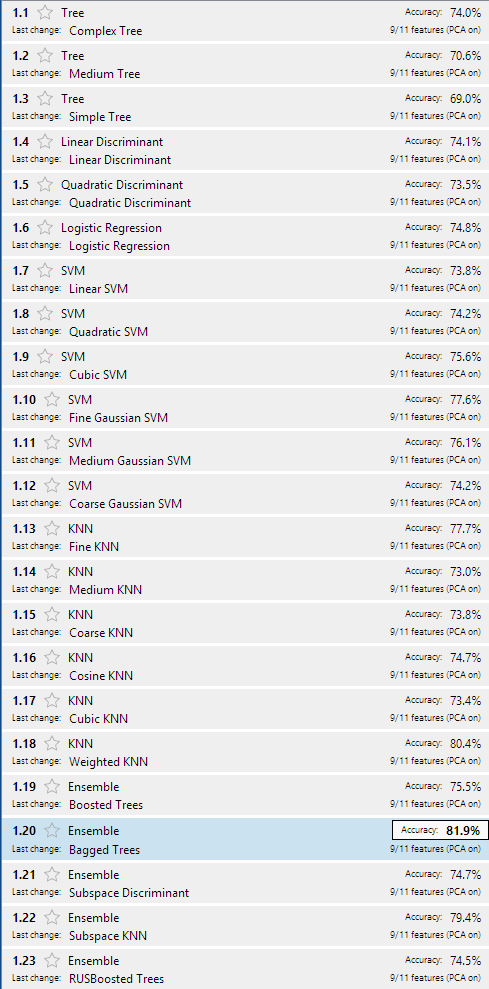 1.1 Tree Accuracy: 74.0%
Last change: Complex Tree 9/11 features (PCA on)
1.2 Tree Accuracy: 70.6%
Last change: Medium Tree 9/11 features (PCA on)
1.3 Tree Accuracy: 69.0%
Last change: Simple Tree 9/11 features (PCA on)
1.4 Linear Discriminant Accuracy: 74.1%
Last change: Linear Discriminant 9/11 features (PCA on)
1.5 Quadratic Discriminant Accuracy: 73.5%
Last change: Quadratic Discriminant 9/11 features (PCA on)
1.6 Logistic Regression Accuracy: 74.8%
Last change: Logistic Regression 9/11 features (PCA on)
1.7 SVM Accuracy: 73.8%
Last change: Linear SVM 9/11 features (PCA on)
1.8 SVM Accuracy: 74.2%
Last change: Quadratic SVM 9/11 features (PCA on)
1.9 SVM Accuracy: 75.6%
Last change: Cubic SVM 9/11 features (PCA on)
1.10 SVM Accuracy: 77.6%
Last change: Fine Gaussian SVM 9/11 features (PCA on)
1.11 SVM Accuracy: 76.1%
Last change: Medium Gaussian SVM 9/11 features (PCA on)
1.12 SVM Accuracy: 74.2%
Last change: Coarse Gaussian SVM 9/11 features (PCA on)
1.13 KNN Accuracy: 77.7%
Last change: Fine KNN 9/11 features (PCA on)
1.14 KNN Accuracy: 73.0%
Last change: Medium KNN 9/11 features (PCA on)
1.15 KNN Accuracy: 73.8%
Last change: Coarse KNN 9/11 features (PCA on)
1.16 KNN Accuracy: 74.7%
Last change: Cosine KNN 9/11 features (PCA on)
1.17 KNN Accuracy: 73.4%
Last change: Cubic KNN 9/11 features (PCA on)
1.18 KNN Accuracy: 80.4%
Last change: Weighted KNN 9/11 features (PCA on)
1.19 Ensemble Accuracy: 75.5%
Last change: Boosted Trees 9/11 features (PCA on)
1.20 Ensemble Accuracy: 81.9%
Last change: Bagged Trees 9/11 features (PCA on)
1.21 Ensemble Accuracy: 74.7%
Last change: Subspace Discriminant 9/11 features (PCA on)
1.22 Ensemble Accuracy: 79.4%
Last change: Subspace KNN 9/11 features (PCA on)
1.23 Ensemble Accuracy: 74.5%
Last change: RUSBoosted Trees 9/11 features (PCA on)